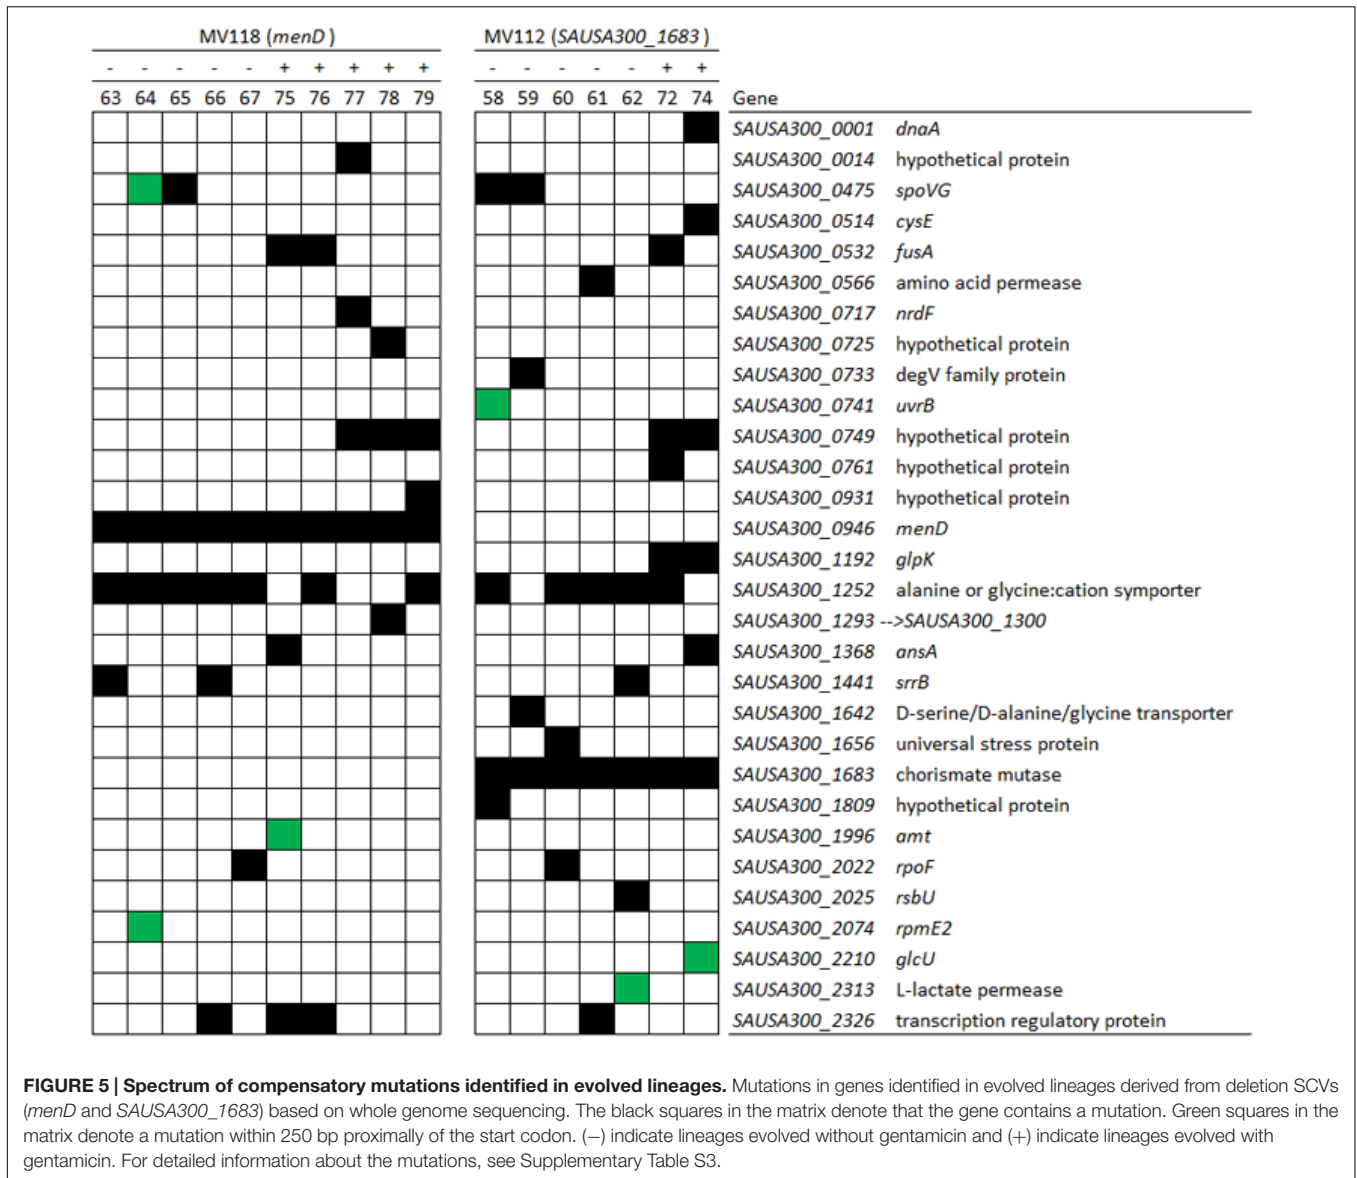 MV118 (menD) MV112 (SAUSA300_1683)
- - - - - + + + + + - - - - - + +
63 64 65 66 67 75 76 77 78 79 58 59 60 61 62 72 74 Gene
SAUSA300_0001 dnaA
SAUSA300_0014 hypothetical protein
SAUSA300_0475 spoVG
SAUSA300_0514 cysE
SAUSA300_0532 fusA
SAUSA300_0566 amino acid permease
SAUSA300_0717 nrdF
SAUSA300_0725 hypothetical protein
SAUSA300_0733 degV family protein
SAUSA300_0741 uvrB
SAUSA300_0749 hypothetical protein
SAUSA300_0761 hypothetical protein
SAUSA300_0931 hypothetical protein
SAUSA300_0946 menD
SAUSA300_1192 glpK
SAUSA300_1252 alanine or glycine:cation symporter
SAUSA300_1293 -->SAUSA300_1300
SAUSA300_1368 ansA
SAUSA300_1441 srrB
SAUSA300_1642 D-serine/D-alanine/glycine transporter
SAUSA300_1656 universal stress protein
SAUSA300_1683 chorismate mutase
SAUSA300_1809 hypothetical protein
SAUSA300_1996 amt
SAUSA300_2022 rpoF
SAUSA300_2025 rsbU
SAUSA300_2074 rpmE2
SAUSA300_2210 glcU
SAUSA300_2313 L-lactate permease
SAUSA300_2326 transcription regulatory protein
FIGURE 5 | Spectrum of compensatory mutations identified in evolved lineages. Mutations in genes identified in evolved lineages derived from deletion SCVs
(menD and SAUSA300_1683) based on whole genome sequencing. The black squares in the matrix denote that the gene contains a mutation. Green squares in the
matrix denote a mutation within 250 bp proximally of the start codon. (−) indicate lineages evolved without gentamicin and (+) indicate lineages evolved with
gentamicin. For detailed information about the mutations, see Supplementary Table S3.